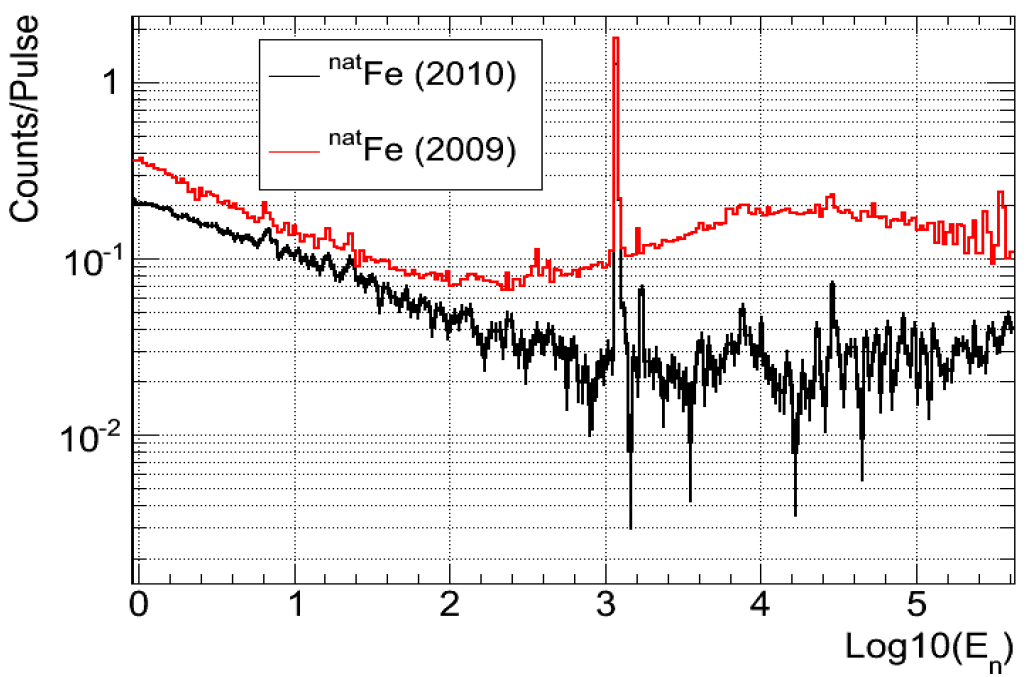 Counts/Pulse
1
10⁻¹
10⁻²
ⁿᵃᵗFe (2010)
ⁿᵃᵗFe (2009)
0 1 2 3 4 5
Log10(Eₙ)